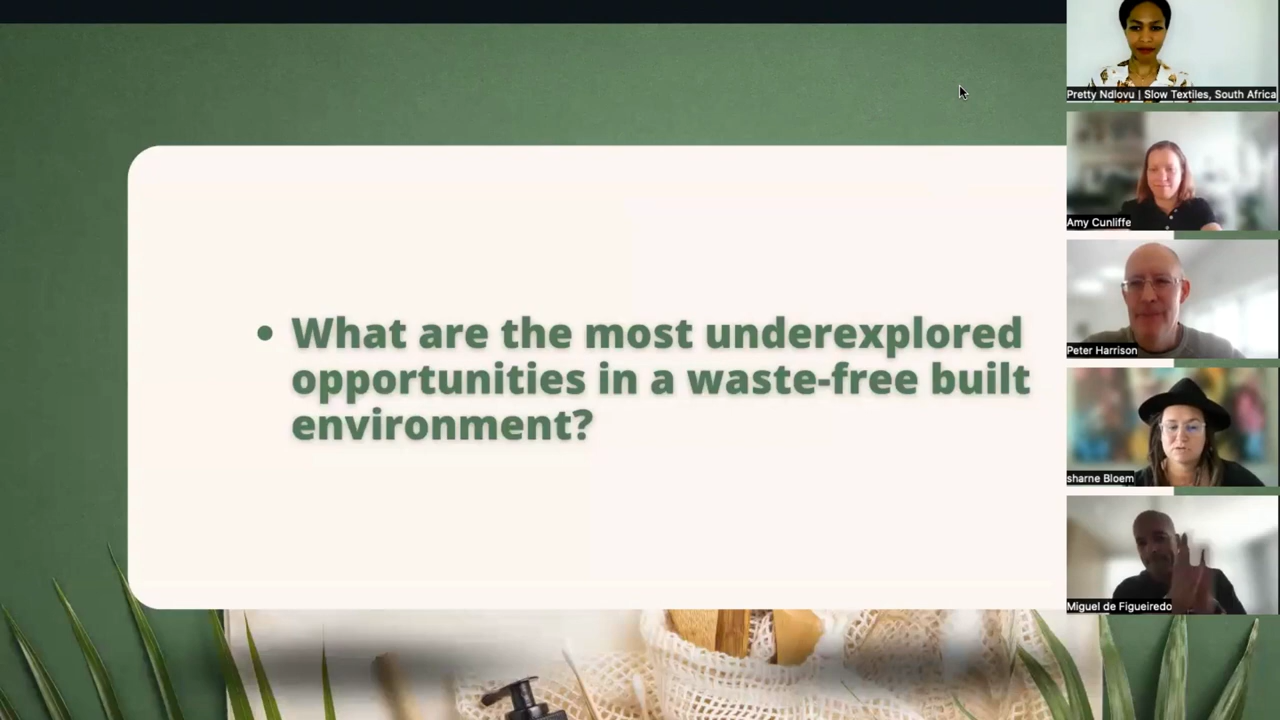 Pretty Ndlovu | Slow Textiles, South Africa
Amy Cunliffe
Peter Harrison
sharne Bloem
Miguel de Figueiredo
• What are the most underexplored
opportunities in a waste-free built
environment?